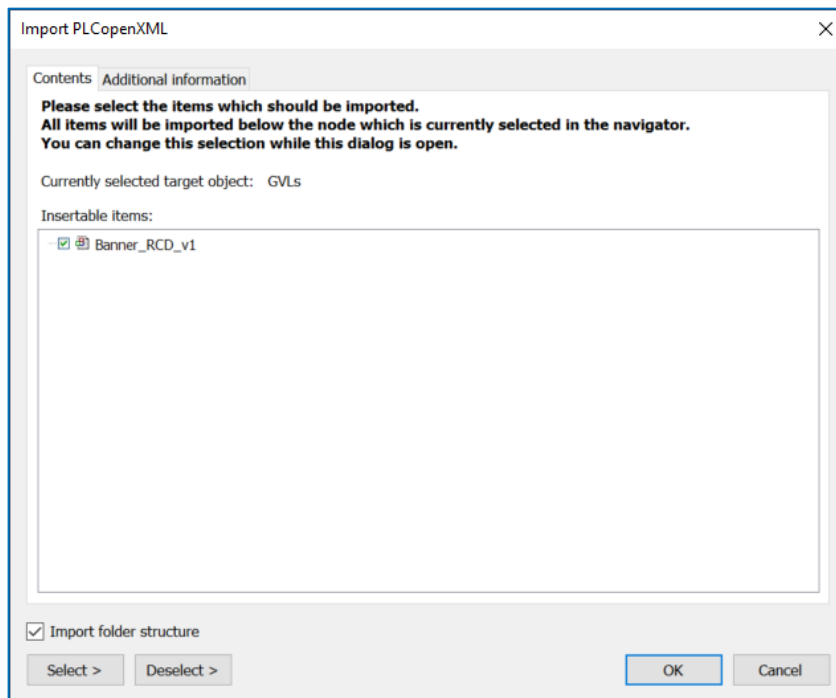 Import PLCopenXML
Contents
Additional information
Please select the items which should be imported.
All items will be imported below the node which is currently selected in the navigator.
You can change this selection while this dialog is open.
Currently selected target object: GVLs
Insertable items:
Banner_RCD_v1
Import folder structure
Select >
Deselect >
OK
Cancel